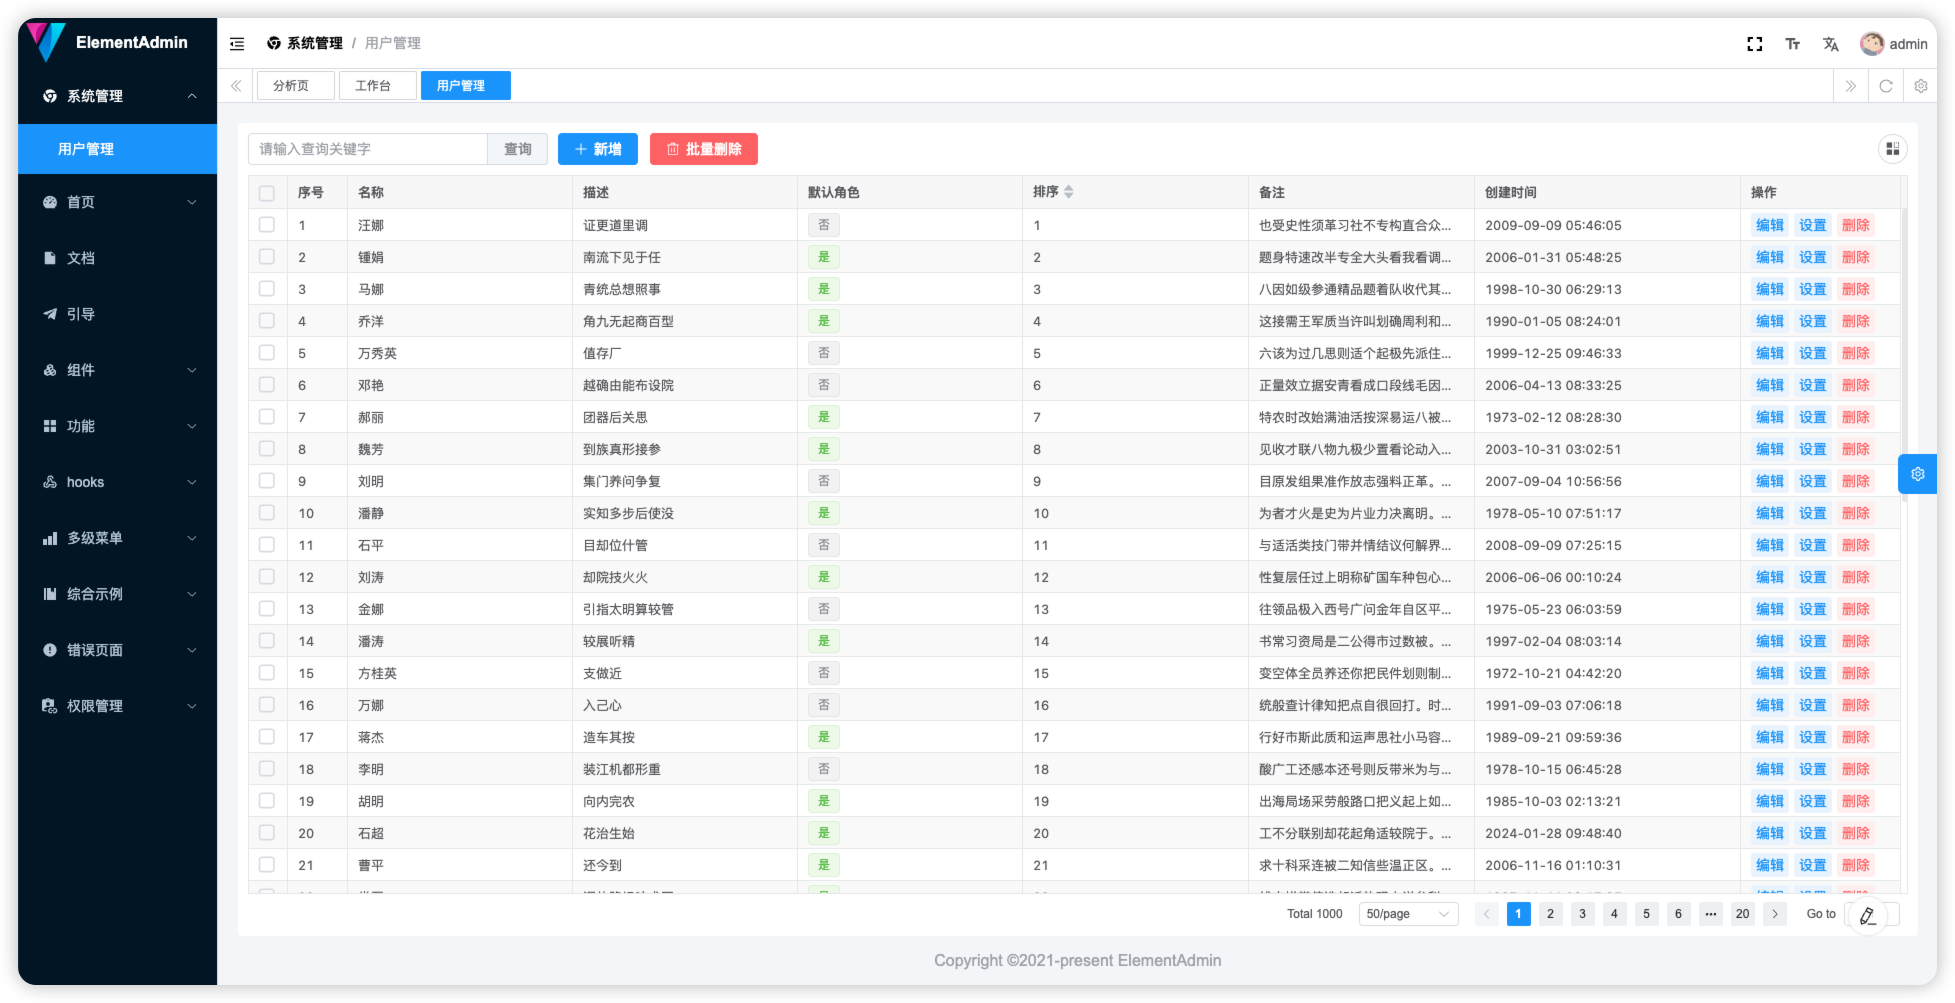 ElementAdmin
系统管理
用户管理
首页
文档
引导
组件
功能
hooks
多级菜单
综合示例
错误页面
权限管理
系统管理 / 用户管理
admin
分析页 工作台 用户管理
请输入查询关键字 查询 新增 批量删除
序号 名称 描述 默认角色 排序 备注 创建时间 操作
1 汪娜 证更道里调 否 1 也受史性须革习社不专构直合众... 2009-09-09 05:46:05 编辑 设置 删除
2 锺娟 南流下见于任 是 2 题身特速改半专全大头看我看调... 2006-01-31 05:48:25 编辑 设置 删除
3 马娜 青统总想照事 是 3 八因如级参通精品题着队收代其... 1998-10-30 06:29:13 编辑 设置 删除
4 乔洋 角九无起商百型 是 4 这接需王军质当许叫划确周利和... 1990-01-05 08:24:01 编辑 设置 删除
5 万秀英 值存厂 否 5 六该为过几思则适个起极先派住... 1999-12-25 09:46:33 编辑 设置 删除
6 邓艳 越确由能布设院 否 6 正量效立据安青看成口段线毛因... 2006-04-13 08:33:25 编辑 设置 删除
7 郝丽 团器后关思 是 7 特农时改始满油活按深易运八被... 1973-02-12 08:28:30 编辑 设置 删除
8 魏芳 到族真形接参 是 8 见收才联八物九极少置看论动入... 2003-10-31 03:02:51 编辑 设置 删除
9 刘明 集门养问争复 否 9 目原发组果准作放志强料正革。... 2007-09-04 10:56:56 编辑 设置 删除
10 潘静 实知多步后使没 是 10 为者才火是史为片业力决离明。... 1978-05-10 07:51:17 编辑 设置 删除
11 石平 目却位什管 否 11 与适活类技门带并情结议何解界... 2008-09-09 07:25:15 编辑 设置 删除
12 刘涛 却院技火火 是 12 性复层任过上明称矿国车种包心... 2006-06-06 00:10:24 编辑 设置 删除
13 金娜 引指太明算较管 否 13 往领品极入西号广问金年自区平... 1975-05-23 06:03:59 编辑 设置 删除
14 潘涛 较展听精 是 14 书常习资局是二公得市过数被。... 1997-02-04 08:03:14 编辑 设置 删除
15 方桂英 支做近 否 15 变空体全员养还你把民件划则制... 1972-10-21 04:42:20 编辑 设置 删除
16 万娜 入己心 否 16 统般查计律知把点自很回打。时... 1991-09-03 07:06:18 编辑 设置 删除
17 蒋杰 造车其按 是 17 行好市斯此质和运声思社小马容... 1989-09-21 09:59:36 编辑 设置 删除
18 李明 装江机都形重 否 18 酸广工还感本还号则反带米为与... 1978-10-15 06:45:28 编辑 设置 删除
19 胡明 向内完农 是 19 出海局场采劳般路口把义起上如... 1985-10-03 02:13:21 编辑 设置 删除
20 石超 花治生始 是 20 工不分联别却花起角适较院于。... 2024-01-28 09:48:40 编辑 设置 删除
21 曹平 还今到 是 21 求十科采连被二知信些温正区。... 2006-11-16 01:10:31 编辑 设置 删除
Total 1000 50/page 1 2 3 4 5 6 ... 20 Go to
Copyright ©2021-present ElementAdmin